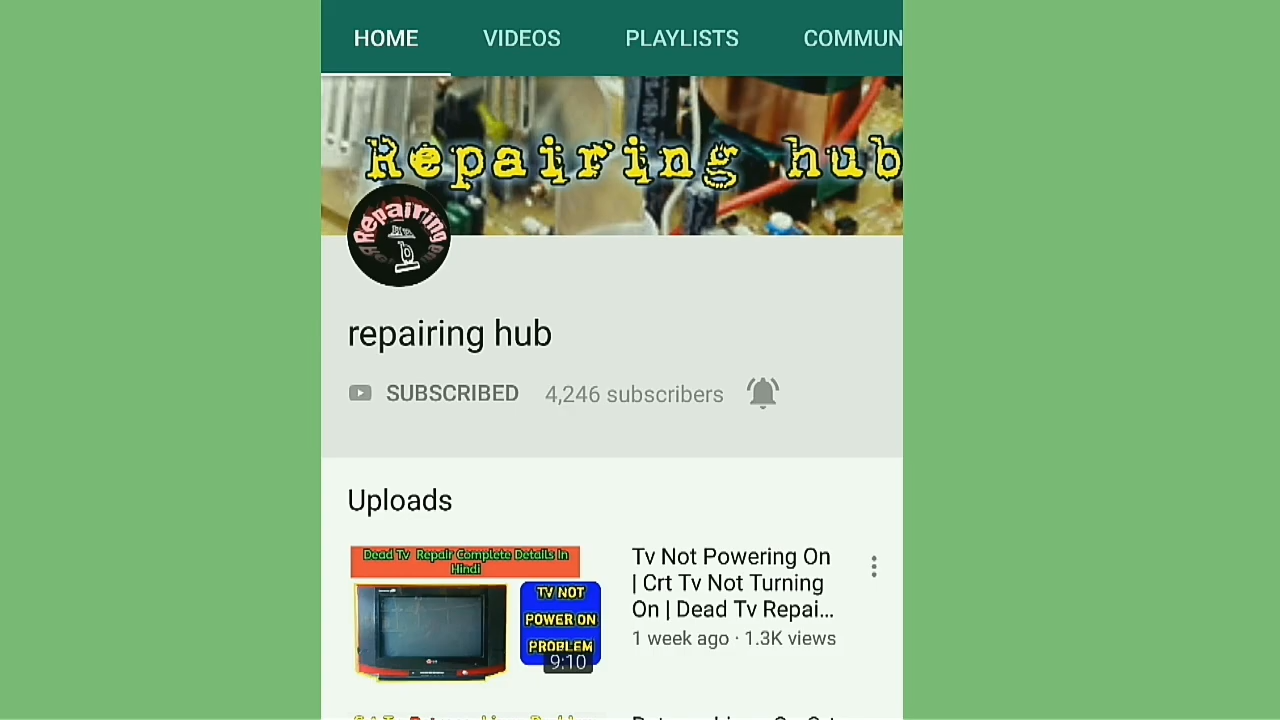 HOME VIDEOS PLAYLISTS COMMUN
Repairing hub
Repairing
repairing hub
SUBSCRIBED 4,246 subscribers
Uploads
Dead Tv Repair Complete Details In
Hindi
TV NOT
POWER ON
PROBLEM
9:10
Tv Not Powering On
| Crt Tv Not Turning
On | Dead Tv Repai...
1 week ago · 1.3K views